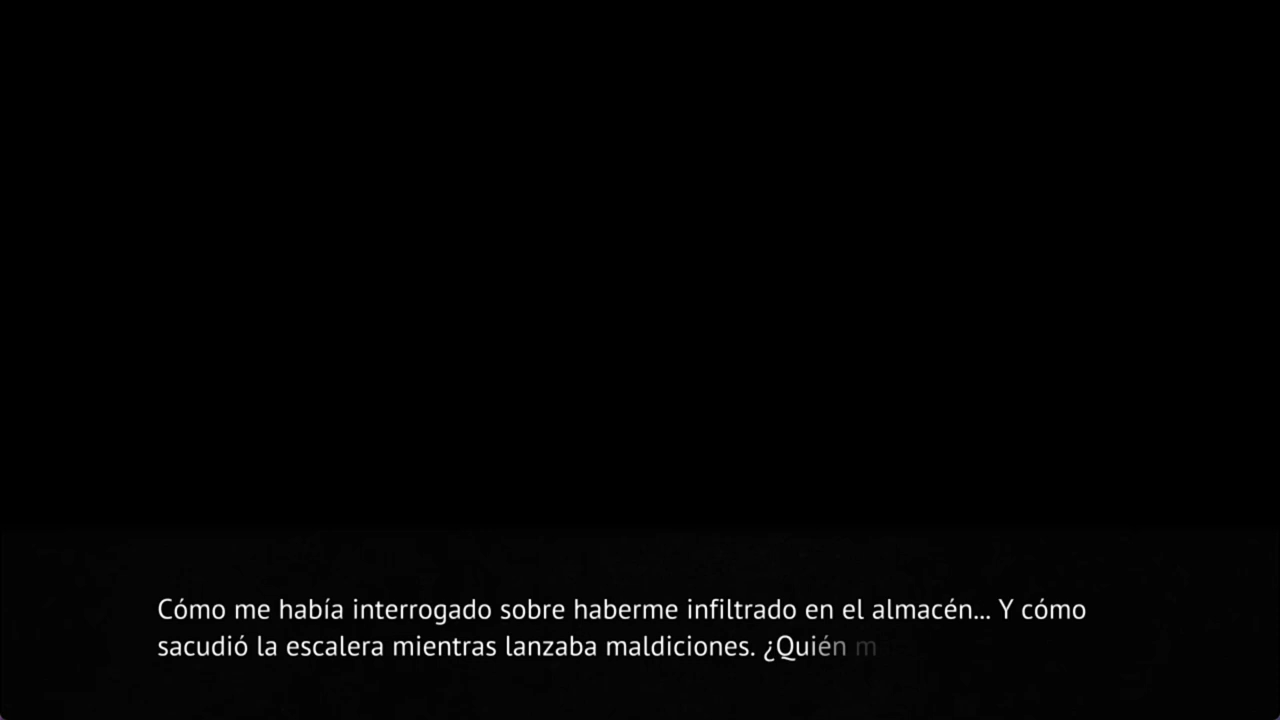 Cómo me había interrogado sobre haberme infiltrado en el almacén... Y cómo
sacudió la escalera mientras lanzaba maldiciones. ¿Quién